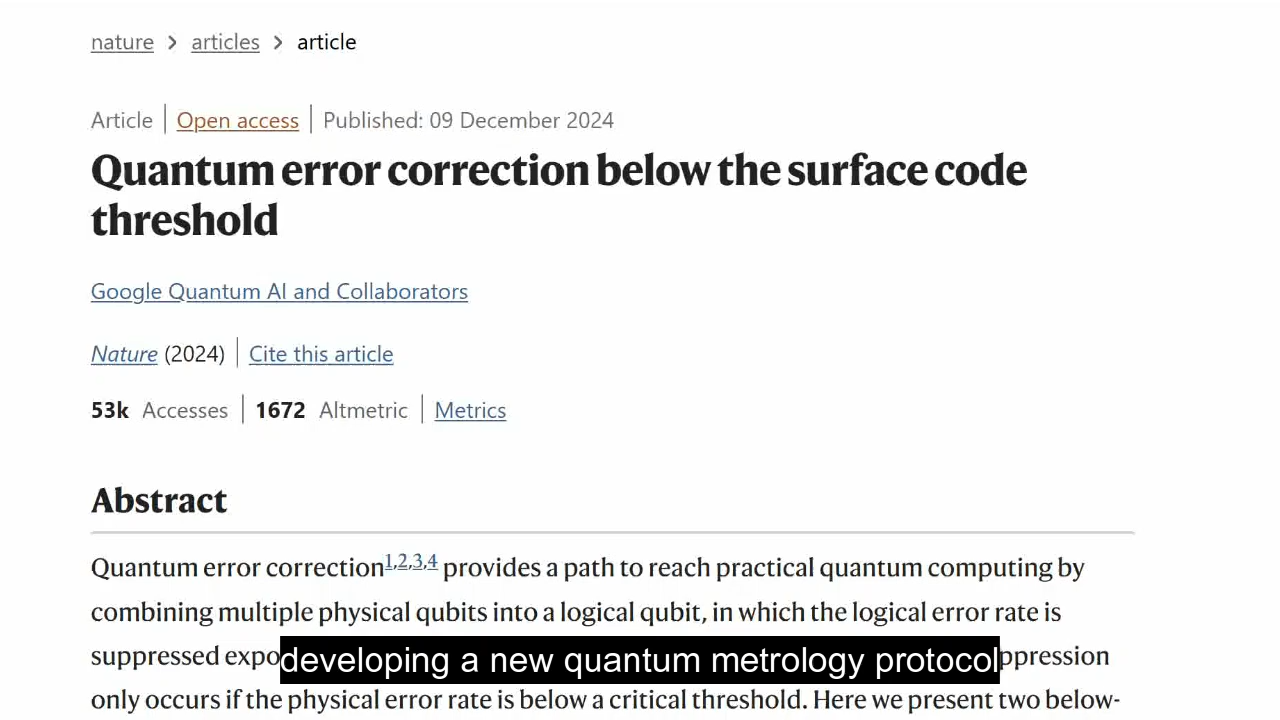 nature > articles > article
Article | Open access | Published: 09 December 2024
Quantum error correction below the surface code
threshold
Google Quantum AI and Collaborators
Nature (2024) | Cite this article
53k Accesses | 1672 Altmetric | Metrics
Abstract
Quantum error correction1,2,3,4 provides a path to reach practical quantum computing by
combining multiple physical qubits into a logical qubit, in which the logical error rate is
suppressed expo
developing a new quantum metrology protocol
ppression
only occurs if the physical error rate is below a critical threshold. Here we present two below-